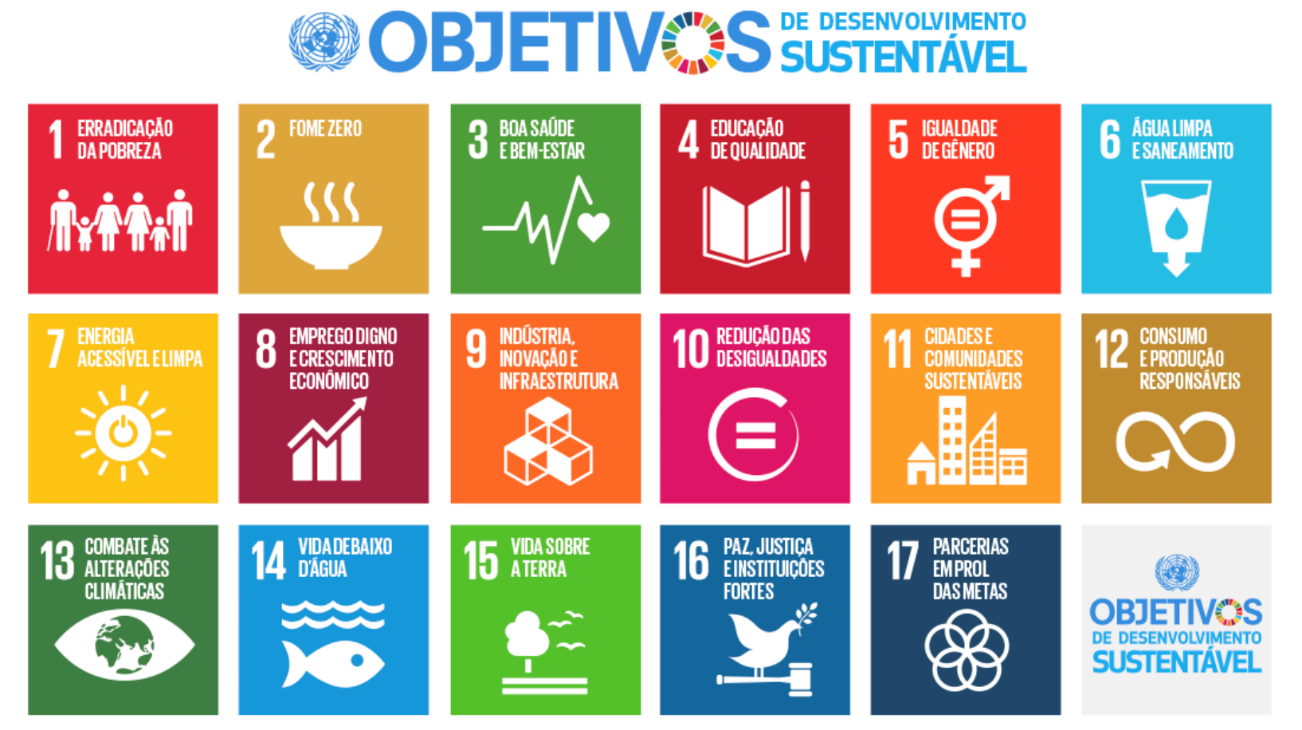 OBJETIVOS
DE DESENVOLVIMENTO
SUSTENTÁVEL
1
ERRADICAÇÃO
DA POBREZA
2
FOME ZERO
3
BOA SAÚDE
E BEM-ESTAR
4
EDUCAÇÃO
DE QUALIDADE
5
IGUALDADE
DE GÊNERO
6
ÁGUA LIMPA
E SANEAMENTO
7
ENERGIA
ACESSÍVEL E LIMPA
8
EMPREGO DIGNO
E CRESCIMENTO
ECONÔMICO
9
INDÚSTRIA,
INOVAÇÃO E
INFRAESTRUTURA
10
REDUÇÃO DAS
DESIGUALDADES
11
CIDADES E
COMUNIDADES
SUSTENTÁVEIS
12
CONSUMO
E PRODUÇÃO
RESPONSÁVEIS
13
COMBATE ÀS
ALTERAÇÕES
CLIMÁTICAS
14
VIDA DEBAIXO
D'ÁGUA
15
VIDA SOBRE
A TERRA
16
PAZ, JUSTIÇA
E INSTITUIÇÕES
FORTES
17
PARCERIAS
EM PROL
DAS METAS
OBJETIVOS
DE DESENVOLVIMENTO
SUSTENTÁVEL